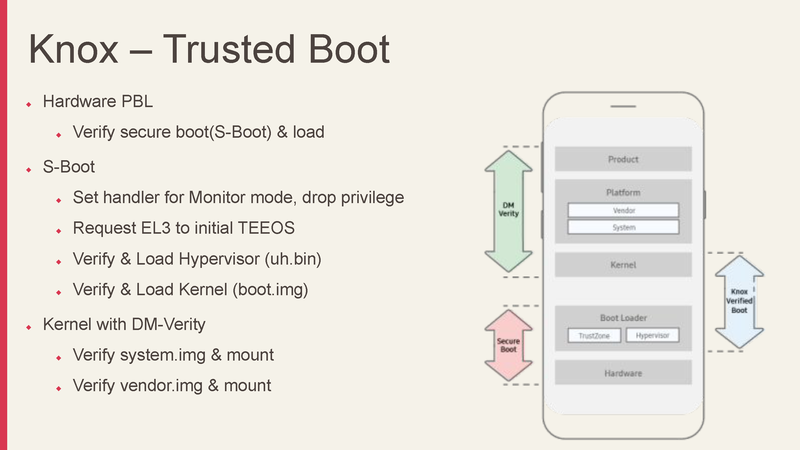 Knox – Trusted Boot
Hardware PBL
Verify secure boot(S-Boot) & load
S-Boot
Set handler for Monitor mode, drop privilege
Request EL3 to initial TEEOS
Verify & Load Hypervisor (uh.bin)
Verify & Load Kernel (boot.img)
Kernel with DM-Verity
Verify system.img & mount
Verify vendor.img & mount
DM
Verity
Secure
Boot
Product
Platform
Vendor
System
Kernel
Boot Loader
TrustZone
Hypervisor
Hardware
Knox
Verified
Boot